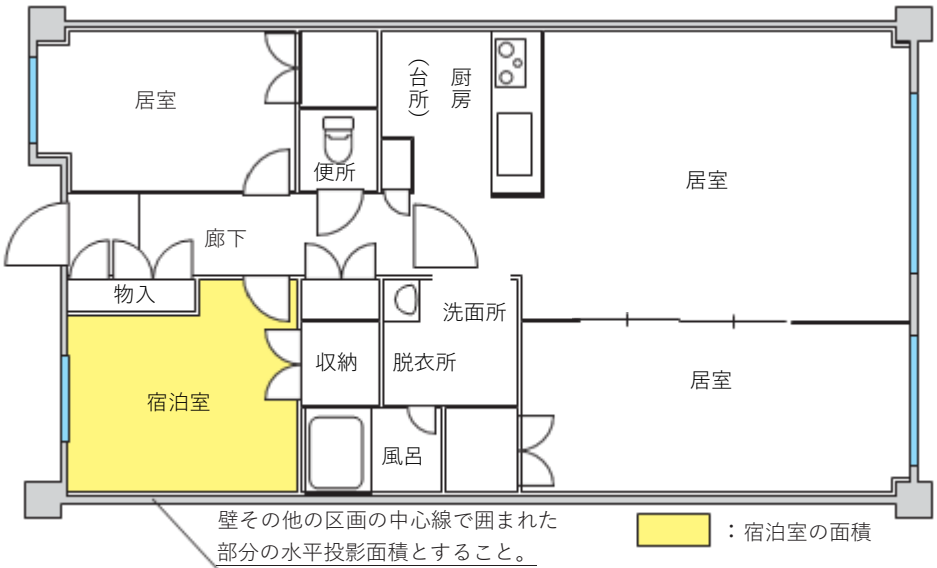 居室
(台所)
厨房
便所
居室
廊下
物入
洗面所
収納
脱衣所
宿泊室
居室
風呂
壁その他の区画の中心線で囲まれた
部分の水平投影面積とすること。
：宿泊室の面積